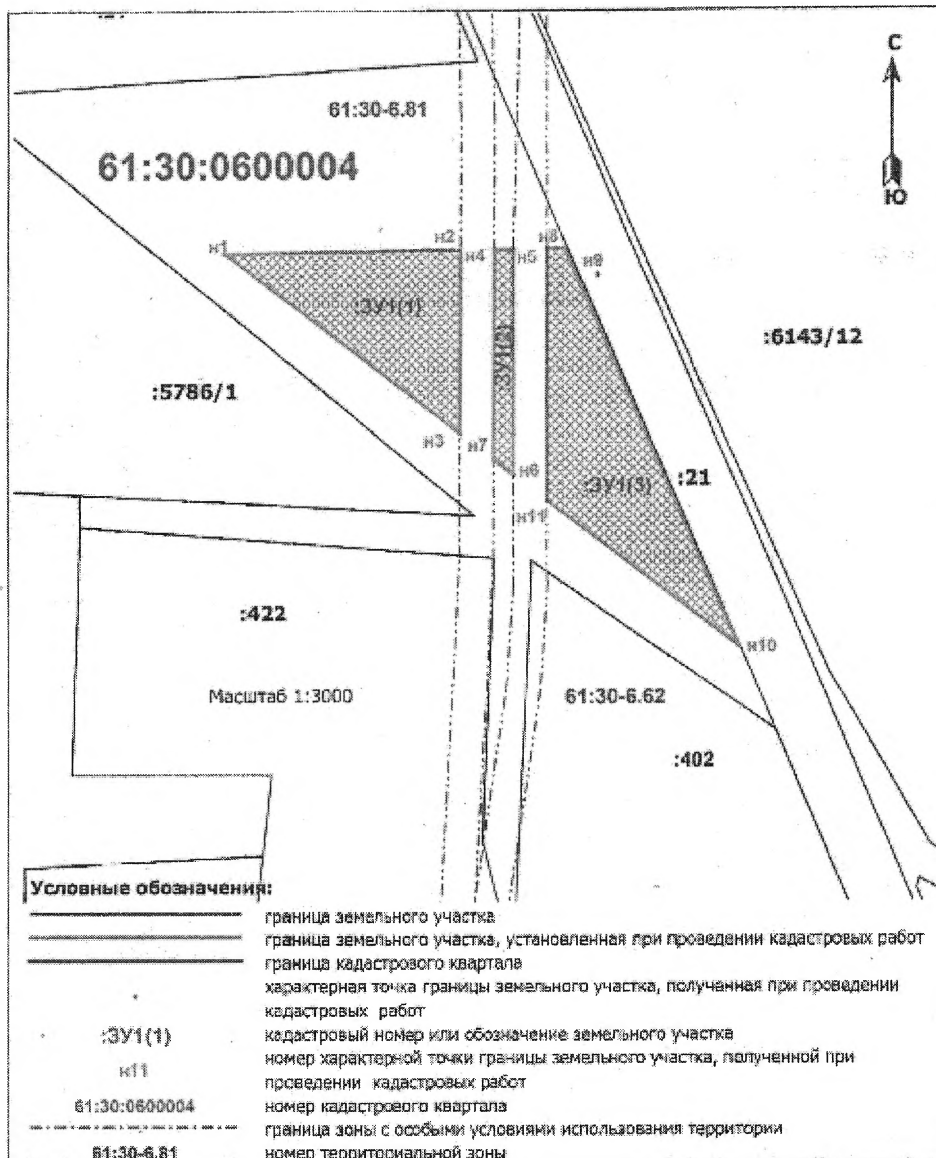 С
61:30-6.81
61:30:0600004
Ю
н1
н2
н4
н5
н8
н9
:ЗУ1(1)
:ЗУ1(2)
:6143/12
:5786/1
н3
н7
н6
:ЗУ1(3)
:21
н11
:422
н10
Масштаб 1:3000
61:30-6.62
:402
Условные обозначения:
граница земельного участка
граница земельного участка, установленная при проведении кадастровых работ
граница кадастрового квартала
характерная точка границы земельного участка, полученная при проведении
кадастровых работ
:ЗУ1(1) кадастровый номер или обозначение земельного участка
н11 номер характерной точки границы земельного участка, полученной при
проведении кадастровых работ
61:30:0600004 номер кадастрового квартала
граница зоны с особыми условиями использования территории
61:30-6.81 номер территориальной зоны